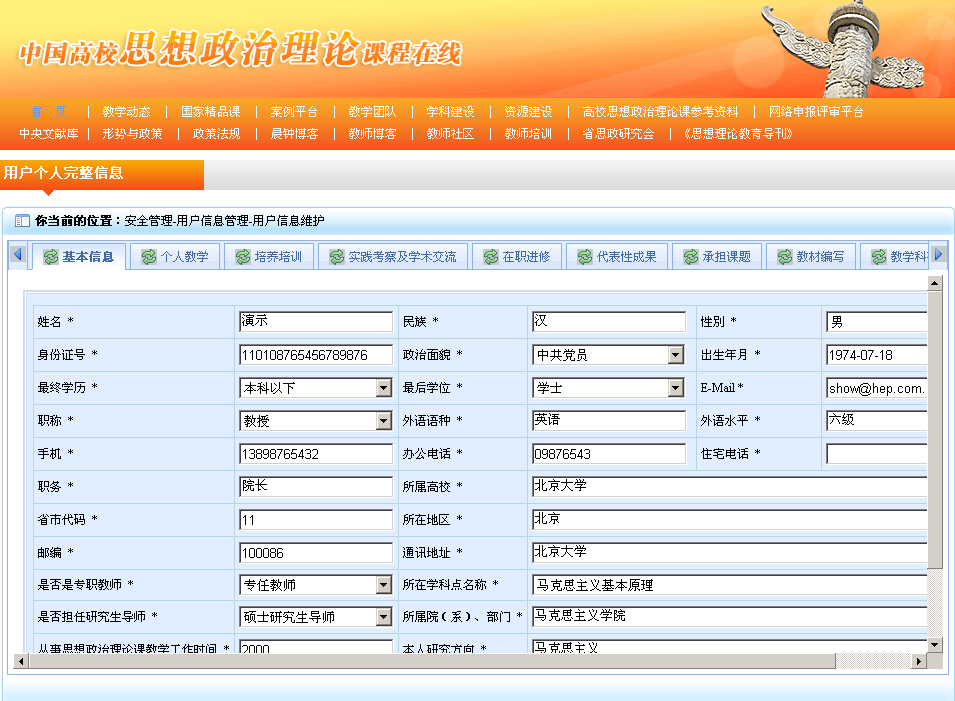 中国高校思想政治理论课程在线
首 页 | 教学动态 | 国家精品课 | 案例平台 | 教学团队 | 学科建设 | 资源建设 | 高校思想政治理论课参考资料 | 网络申报评审平台
中央文献库 | 形势与政策 | 政策法规 | 晨钟博客 | 教师博客 | 教师社区 | 教师培训 | 省思政研究会 | 《思想理论教育导刊》
用户个人完整信息
你当前的位置：安全管理-用户信息管理-用户信息维护
基本信息 个人教学 培养培训 实践考察及学术交流 在职进修 代表性成果 承担课题 教材编写 教学科
姓名 * 演示 民族 * 汉 性别 * 男
身份证号 * 110108765456789876 政治面貌 * 中共党员 出生年月 * 1974-07-18
最终学历 * 本科以下 最后学位 * 学士 E-Mail * show@hep.com.
职称 * 教授 外语语种 * 英语 外语水平 * 六级
手机 * 13898765432 办公电话 * 09876543 住宅电话 *
职务 * 院长 所属高校 * 北京大学
省市代码 * 11 所在地区 * 北京
邮编 * 100086 通讯地址 * 北京大学
是否是专职教师 * 专任教师 所在学科点名称 * 马克思主义基本原理
是否担任研究生导师 * 硕士研究生导师 所属院（系）、部门 * 马克思主义学院
从事思想政治理论课教学工作时间 * 2000 本人研究方向 * 马克思主义